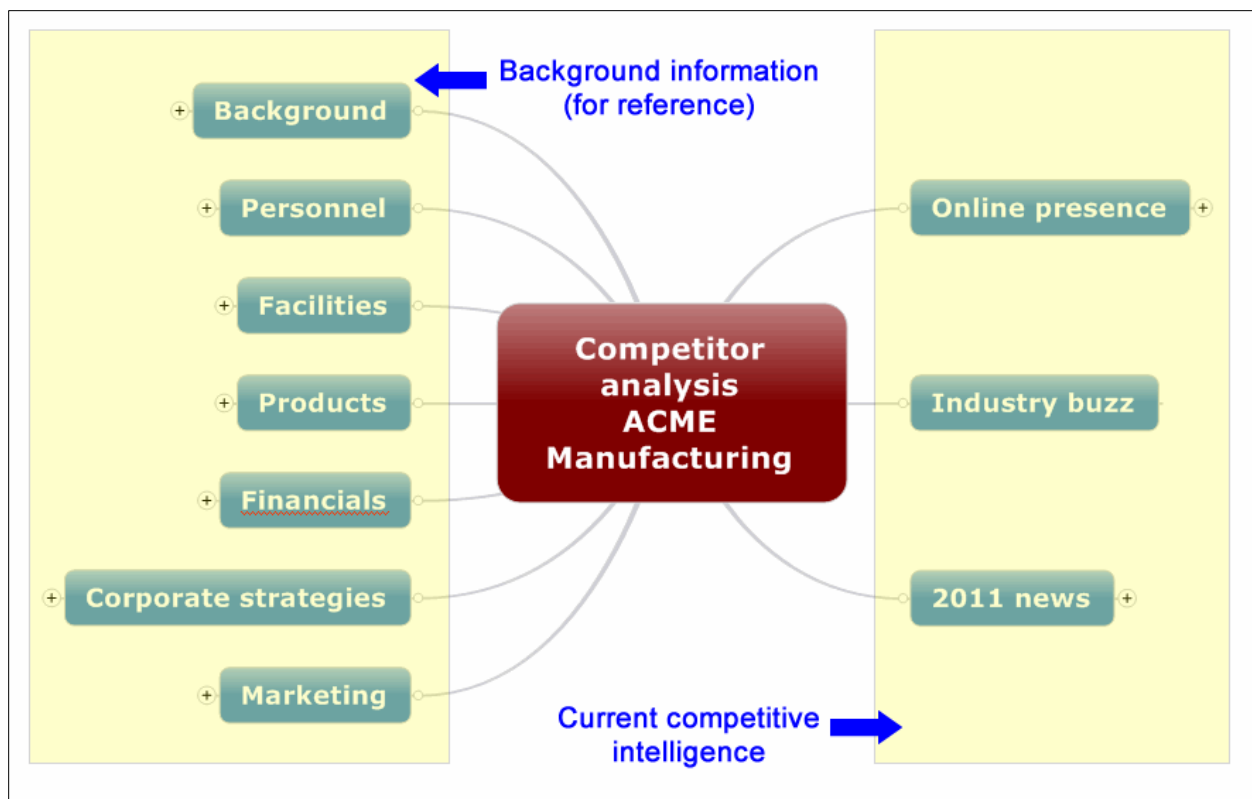 Background information
(for reference)
Background
Personnel
Facilities
Products
Financials
Corporate strategies
Marketing
Competitor
analysis
ACME
Manufacturing
Online presence
Industry buzz
2011 news
Current competitive
intelligence